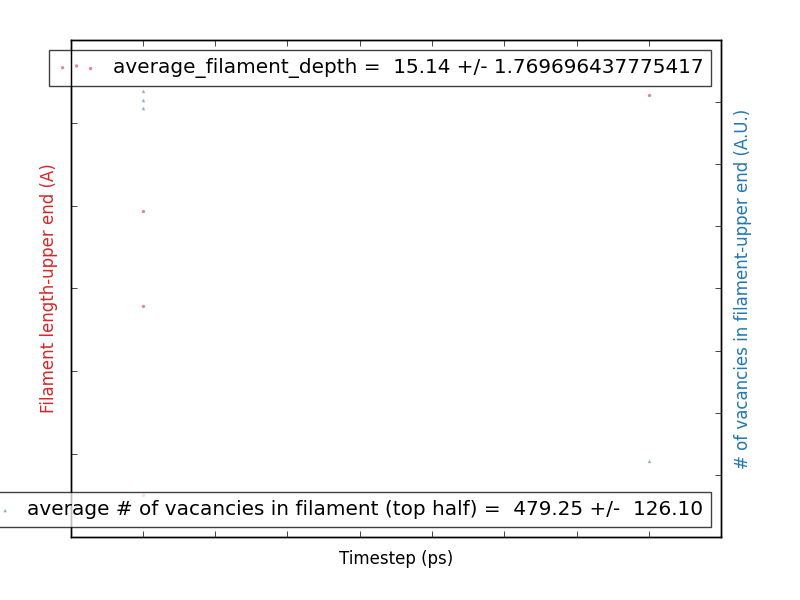 average_filament_depth =  15.14 +/- 1.769696437775417
Filament length-upper end (A)
# of vacancies in filament-upper end (A.U.)
average # of vacancies in filament (top half) =  479.25 +/-  126.10
Timestep (ps)